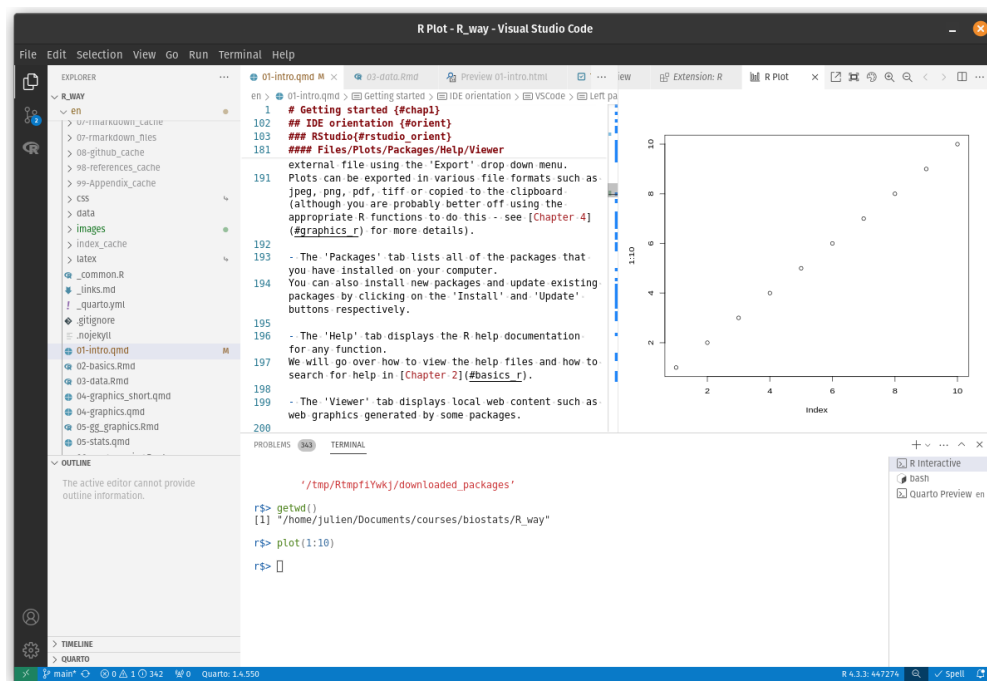 R Plot - R_way - Visual Studio Code
File Edit Selection View Go Run Terminal Help
EXPLORER
R_WAY
en
07-rmarkdown_cache
07-rmarkdown_files
08-github_cache
98-references_cache
99-Appendix_cache
css
data
images
index_cache
latex
_common.R
_links.md
_quarto.yml
.gitignore
.nojekyll
01-intro.qmd M
02-basics.Rmd
03-data.Rmd
04-graphics_short.qmd
04-graphics.qmd
05-gg_graphics.Rmd
05-stats.qmd
OUTLINE
The active editor cannot provide
outline information.
TIMELINE
QUARTO
01-intro.qmd M 03-data.Rmd Preview 01-intro.html
en > 01-intro.qmd > Getting started > IDE orientation > VSCode > Left pa
1 # Getting started {#chap1}
102 ## IDE orientation {#orient}
103 ### RStudio{#rstudio_orient}
181 #### Files/Plots/Packages/Help/Viewer
external file using the 'Export' drop down menu.
191 Plots can be exported in various file formats such as
jpeg, png, pdf, tiff or copied to the clipboard
(although you are probably better off using the
appropriate R functions to do this - see [Chapter 4]
(#graphics_r) for more details).
192
193 - The 'Packages' tab lists all of the packages that
you have installed on your computer.
194 You can also install new packages and update existing
packages by clicking on the 'Install' and 'Update'
buttons respectively.
195
196 - The 'Help' tab displays the R help documentation
for any function.
197 We will go over how to view the help files and how to
search for help in [Chapter 2](#basics_r).
198
199 - The 'Viewer' tab displays local web content such as
web graphics generated by some packages.
200
iew Extension: R R Plot
1:10
10
8
6
4
2
2 4 6 8 10
Index
PROBLEMS 343 TERMINAL
‘/tmp/RtmpfiYwkj/downloaded_packages’
r$> getwd()
[1] "/home/julien/Documents/courses/biostats/R_way"
r$> plot(1:10)
r$>
R Interactive
bash
Quarto Preview en
main* 0 1 342 0 Quarto: 1.4.550
R 4.3.3: 447274 Spell